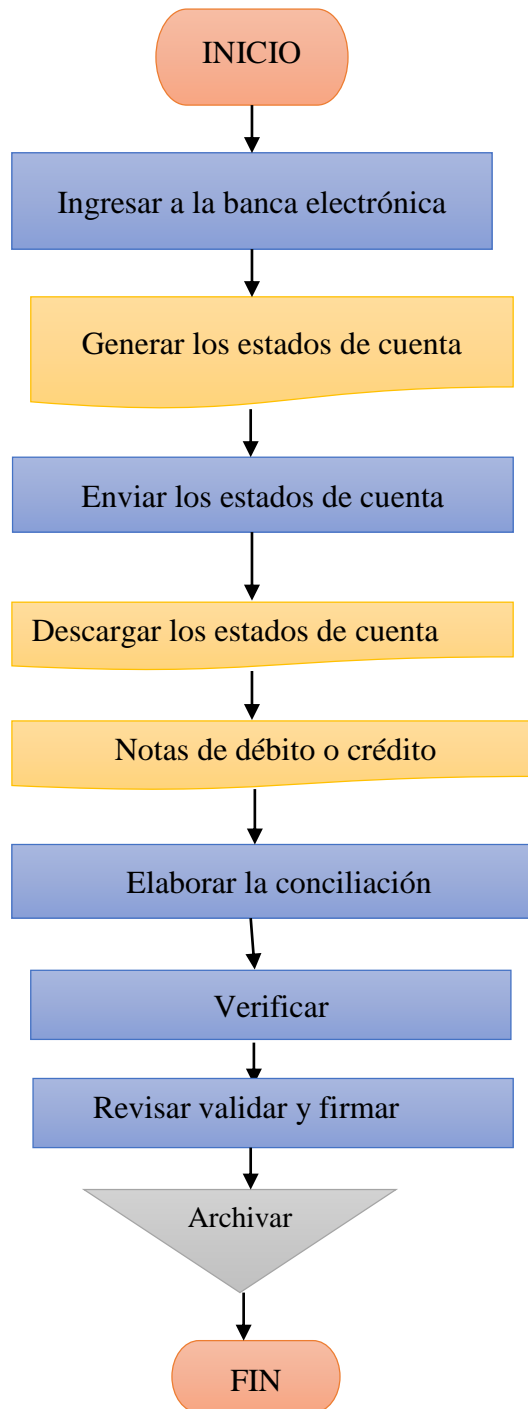 INICIO
Ingresar a la banca electrónica
Generar los estados de cuenta
Enviar los estados de cuenta
Descargar los estados de cuenta
Notas de débito o crédito
Elaborar la conciliación
Verificar
Revisar validar y firmar
Archivar
FIN